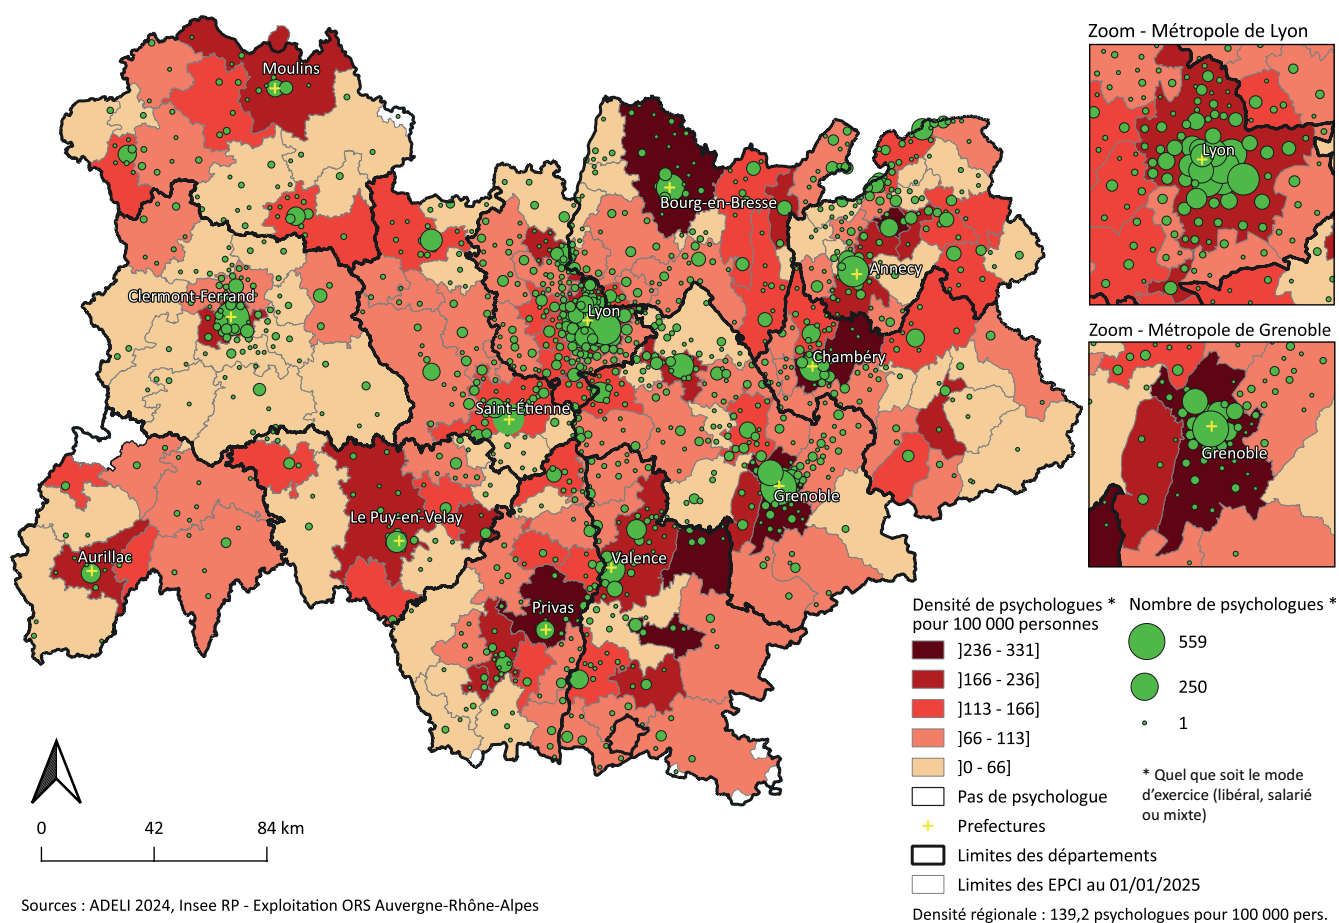 Zoom - Métropole de Lyon
Lyon
Zoom - Métropole de Grenoble
Grenoble
Moulins
Bourg-en-Bresse
Annecy
Clermont-Ferrand
Lyon
Chambéry
Saint-Étienne
Grenoble
Le Puy-en-Velay
Aurillac
Valence
Privas
Densité de psychologues *
pour 100 000 personnes
]236 - 331]
]166 - 236]
]113 - 166]
]66 - 113]
]0 - 66]
Pas de psychologue
Prefectures
Limites des départements
Limites des EPCI au 01/01/2025
Densité régionale : 139,2 psychologues pour 100 000 pers.
Nombre de psychologues *
559
250
1
* Quel que soit le mode
d'exercice (libéral, salarié
ou mixte)
0 42 84 km
Sources : ADELI 2024, Insee RP - Exploitation ORS Auvergne-Rhône-Alpes